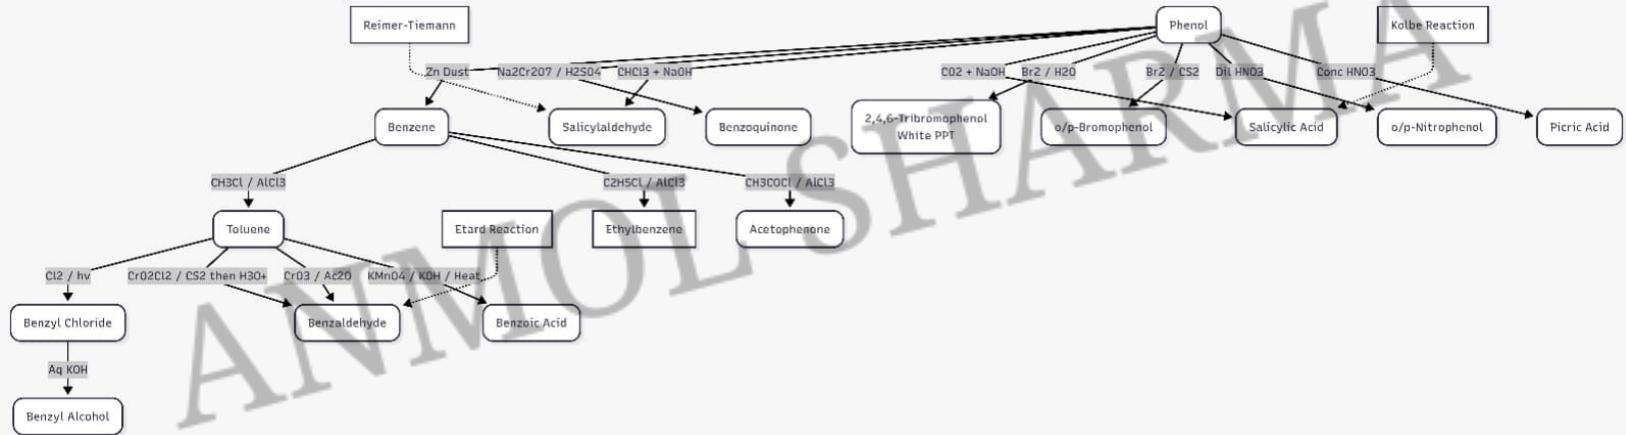 Reimer-Tiemann
Phenol
Kolbe Reaction
Zn Dust
Na2Cr2O7 / H2SO4
CHCl3 + NaOH
CO2 + NaOH
Br2 / H2O
Br2 / CS2
Dil HNO3
Conc HNO3
Benzene
Salicylaldehyde
Benzoquinone
2,4,6-Tribromophenol
White PPT
o/p-Bromophenol
Salicylic Acid
o/p-Nitrophenol
Picric Acid
CH3Cl / AlCl3
C2H5Cl / AlCl3
CH3COCl / AlCl3
Toluene
Etard Reaction
Ethylbenzene
Acetophenone
Cl2 / hv
CrO2Cl2 / CS2 then H3O+
CrO3 / Ac2O
KMnO4 / KOH / Heat
Benzyl Chloride
Benzaldehyde
Benzoic Acid
Aq KOH
Benzyl Alcohol
ANMOL SHARMA